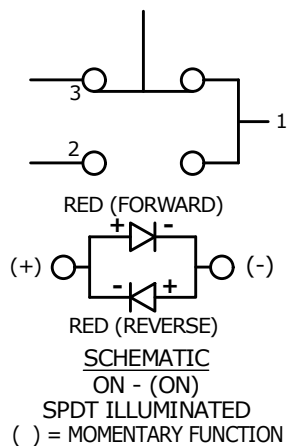 3
1
2
RED (FORWARD)
+ -
(+) (-)
- +
RED (REVERSE)
SCHEMATIC
ON - (ON)
SPDT ILLUMINATED
( ) = MOMENTARY FUNCTION